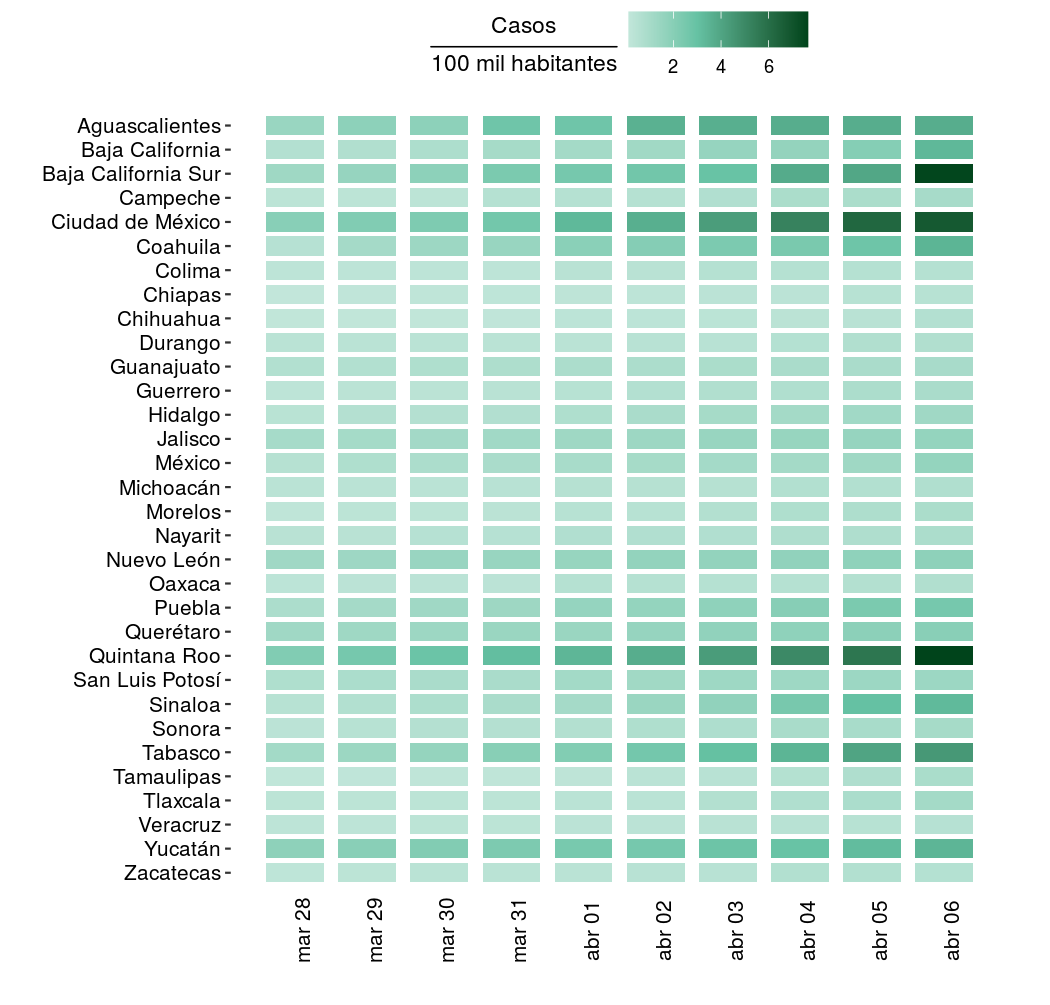 Casos
100 mil habitantes
2 4 6
Aguascalientes
Baja California
Baja California Sur
Campeche
Ciudad de México
Coahuila
Colima
Chiapas
Chihuahua
Durango
Guanajuato
Guerrero
Hidalgo
Jalisco
México
Michoacán
Morelos
Nayarit
Nuevo León
Oaxaca
Puebla
Querétaro
Quintana Roo
San Luis Potosí
Sinaloa
Sonora
Tabasco
Tamaulipas
Tlaxcala
Veracruz
Yucatán
Zacatecas
mar 28
mar 29
mar 30
mar 31
abr 01
abr 02
abr 03
abr 04
abr 05
abr 06